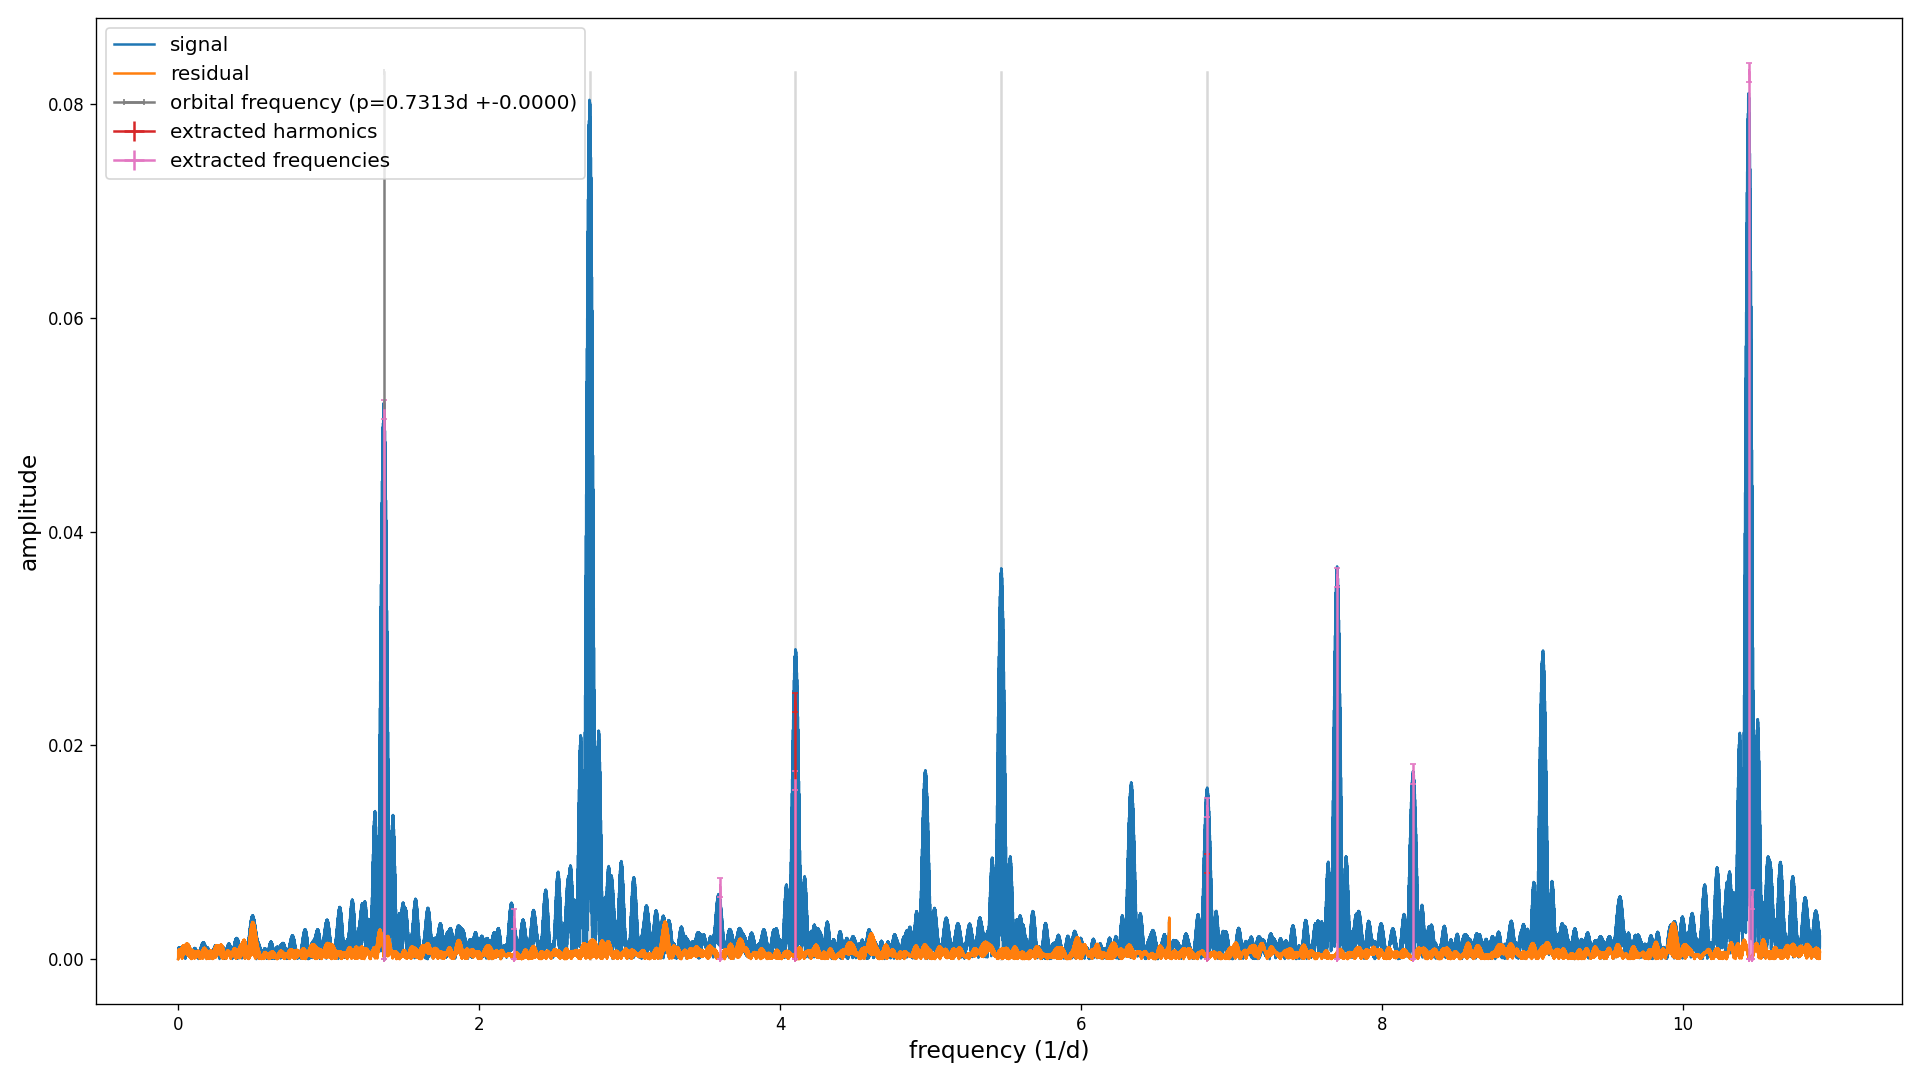 signal
residual
orbital frequency (p=0.7313d +-0.0000)
extracted harmonics
extracted frequencies
0.08
0.06
0.04
0.02
0.00
amplitude
0 2 4 6 8 10
frequency (1/d)